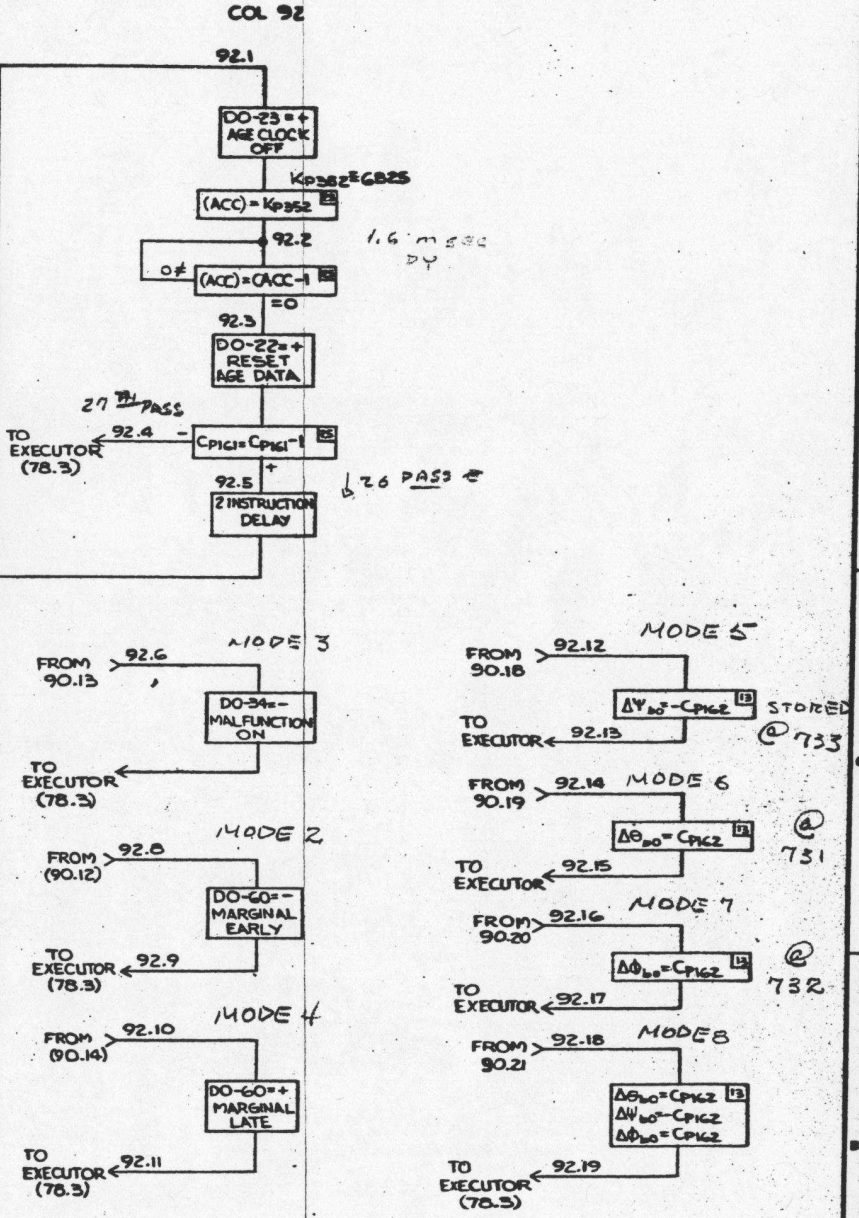 COL 92
92.1
DO-23=+
AGE CLOCK
OFF
KP352=6825
(ACC)=KP352
92.2
1.6 msec
DY
0≠
(ACC)=(ACC-1
=0
92.3
DO-22=+
RESET
AGE DATA
27TH PASS
TO
EXECUTOR
(78.3)
92.4
-
CP161=CP161-1
+
92.5
↓ 26 PASS
2 INSTRUCTION
DELAY
MODE 3
FROM
90.13
92.6
DO-34=-
MALFUNCTION
ON
TO
EXECUTOR
(78.3)
MODE 2
FROM
(90.12)
92.8
DO-60=-
MARGINAL
EARLY
TO
EXECUTOR
(78.3)
92.9
MODE 4
FROM
(90.14)
92.10
DO-60=+
MARGINAL
LATE
TO
EXECUTOR
(78.3)
92.11
MODE 5
FROM
90.18
92.12
ΔΨbo=-CP162 13
STORED
@ 733
TO
EXECUTOR
92.13
MODE 6
FROM
90.19
92.14
Δθbo=CP162 13
@
731
TO
EXECUTOR
92.15
MODE 7
FROM
90.20
92.16
Δϕbo=CP162 13
@
732
TO
EXECUTOR
92.17
MODE 8
FROM
90.21
92.18
Δθbo=CP162 13
ΔΨbo=-CP162
Δϕbo=CP162
TO
EXECUTOR
(78.3)
92.19